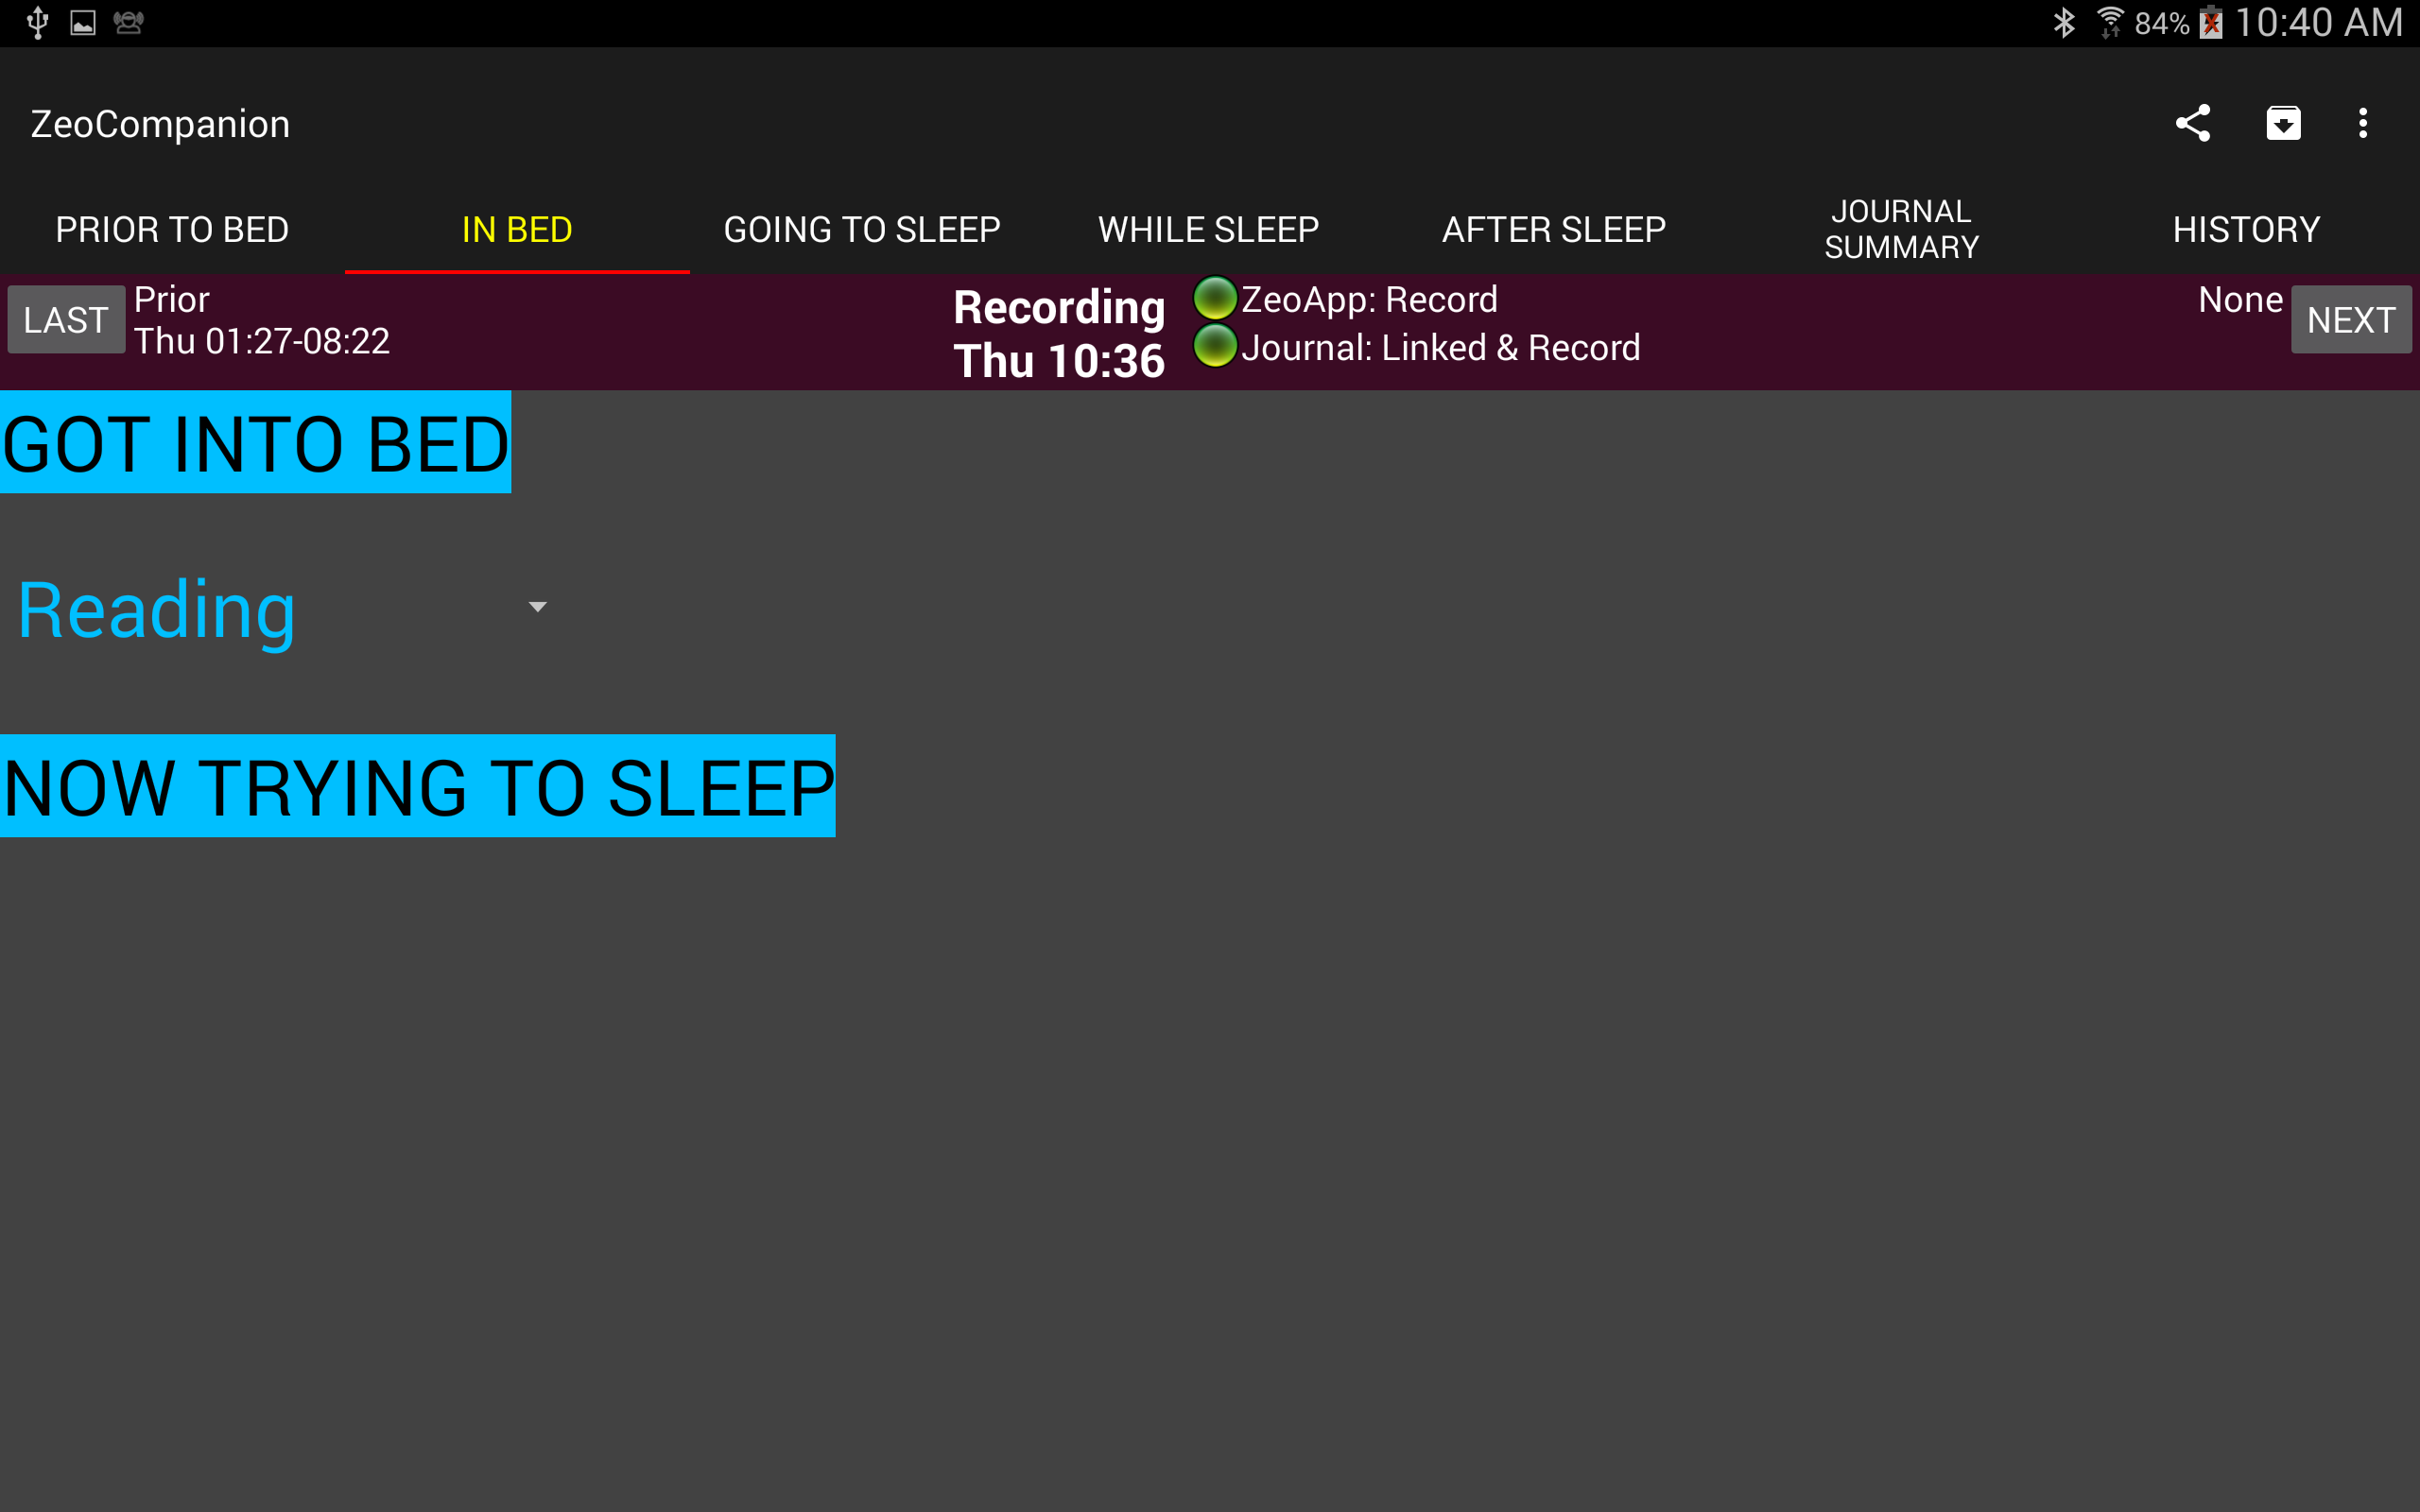 84% 10:40 AM
ZeoCompanion
PRIOR TO BED
IN BED
GOING TO SLEEP
WHILE SLEEP
AFTER SLEEP
JOURNAL
SUMMARY
HISTORY
LAST
Prior
Thu 01:27-08:22
Recording
Thu 10:36
ZeoApp: Record
Journal: Linked & Record
None
NEXT
GOT INTO BED
Reading
NOW TRYING TO SLEEP